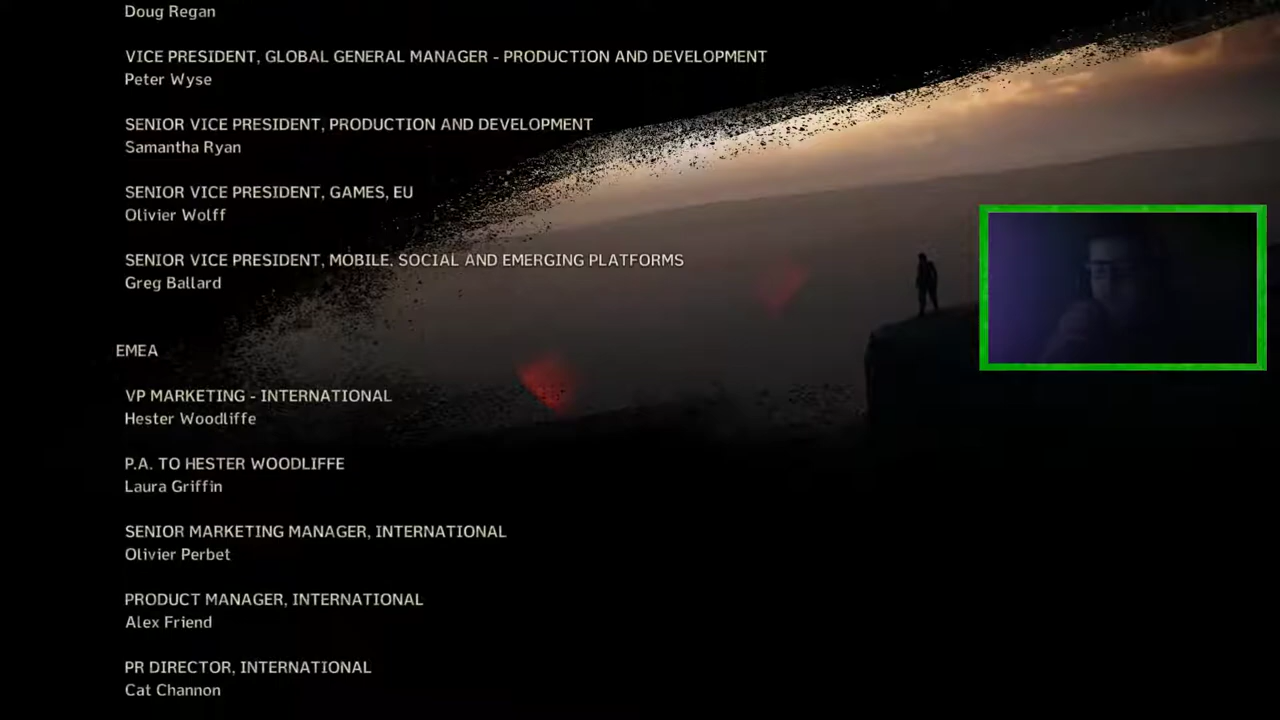 Doug Regan
VICE PRESIDENT, GLOBAL GENERAL MANAGER - PRODUCTION AND DEVELOPMENT
Peter Wyse
SENIOR VICE PRESIDENT, PRODUCTION AND DEVELOPMENT
Samantha Ryan
SENIOR VICE PRESIDENT, GAMES, EU
Olivier Wolff
SENIOR VICE PRESIDENT, MOBILE, SOCIAL AND EMERGING PLATFORMS
Greg Ballard
EMEA
VP MARKETING - INTERNATIONAL
Hester Woodliffe
P.A. TO HESTER WOODLIFFE
Laura Griffin
SENIOR MARKETING MANAGER, INTERNATIONAL
Olivier Perbet
PRODUCT MANAGER, INTERNATIONAL
Alex Friend
PR DIRECTOR, INTERNATIONAL
Cat Channon